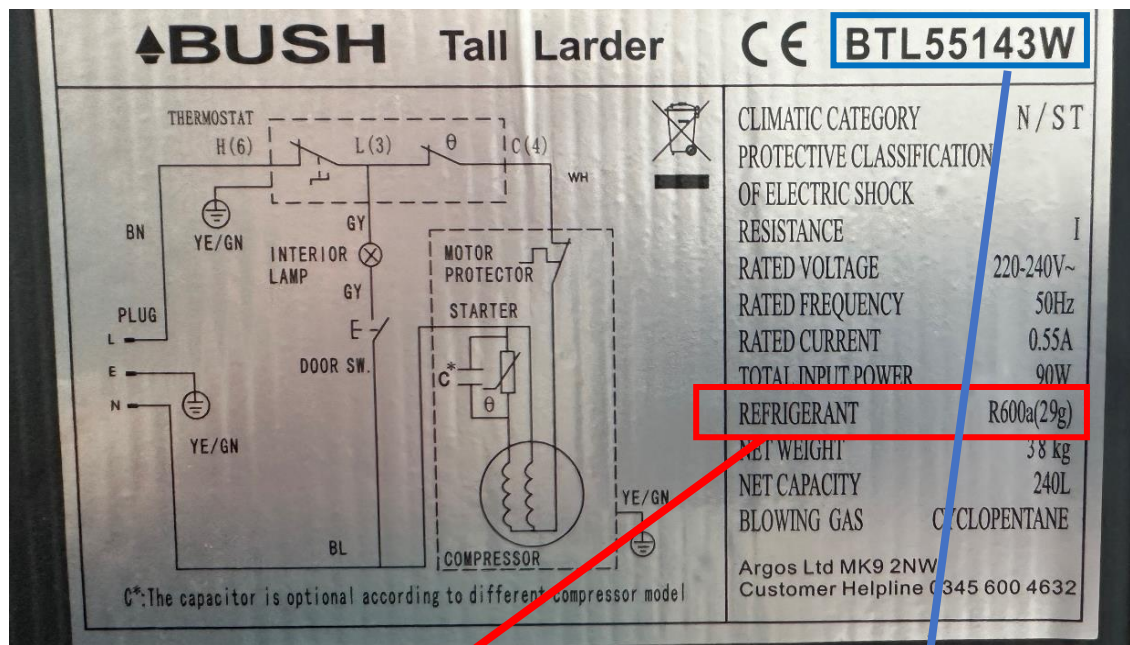 BUSH Tall Larder CE BTL55143W
THERMOSTAT
H(6) L(3) θ C(4)
WH
BN
YE/GN
GY
INTERIOR
LAMP
GY
MOTOR
PROTECTOR
STARTER
PLUG
L
E
N
E
DOOR SW.
C*
θ
YE/GN
YE/GN
BL
COMPRESSOR
C*:The capacitor is optional according to different compressor model
CLIMATIC CATEGORY N/ST
PROTECTIVE CLASSIFICATION
OF ELECTRIC SHOCK
RESISTANCE I
RATED VOLTAGE 220-240V~
RATED FREQUENCY 50Hz
RATED CURRENT 0.55A
TOTAL INPUT POWER 90W
REFRIGERANT R600a(29g)
NET WEIGHT 38 kg
NET CAPACITY 240L
BLOWING GAS CYCLOPENTANE
Argos Ltd MK9 2NW
Customer Helpline 0345 600 4632